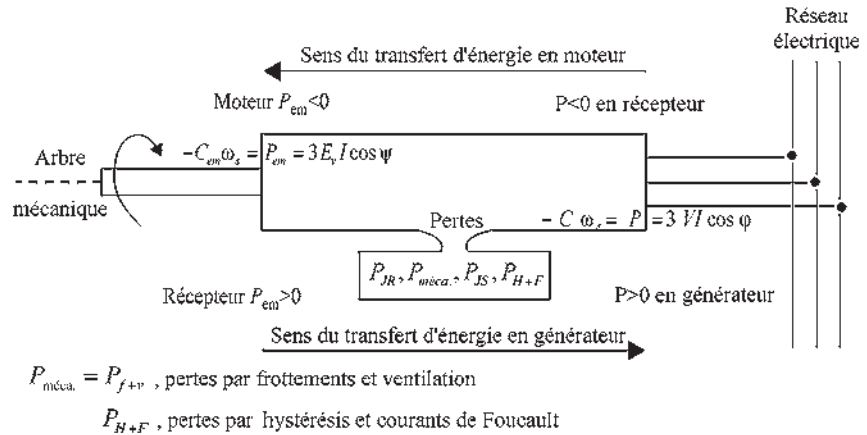 Réseau
électrique
Sens du transfert d'énergie en moteur
Moteur P_em<0
P<0 en récepteur
Arbre
mécanique
-C_em ω_s = P_em = 3 E_v I cos ψ
Pertes
- C ω_s = P = 3 VI cos φ
P_JR, P_méca., P_JS, P_H+F
Récepteur P_em>0
P>0 en générateur
Sens du transfert d'énergie en générateur
P_méca. = P_f+v , pertes par frottements et ventilation
P_H+F , pertes par hystérésis et courants de Foucault